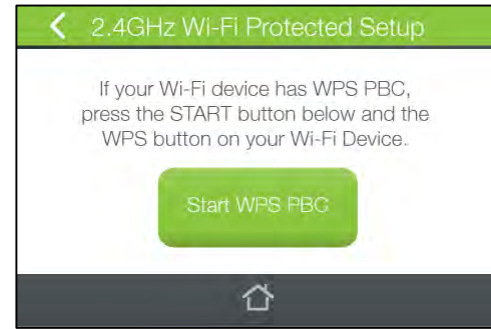 2.4GHz Wi-Fi Protected Setup
If your Wi-Fi device has WPS PBC,
press the START button below and the
WPS button on your Wi-Fi Device.
Start WPS PBC